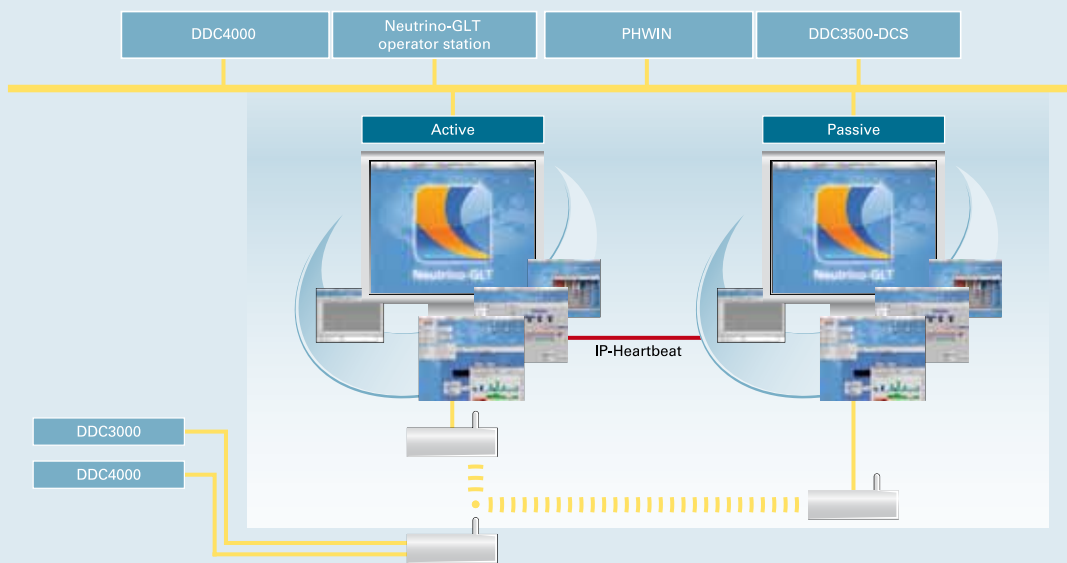 DDC4000
Neutrino-GLT
operator station
PHWIN
DDC3500-DCS
Active
Passive
Neutrino-GLT
Neutrino-GLT
IP-Heartbeat
DDC3000
DDC4000